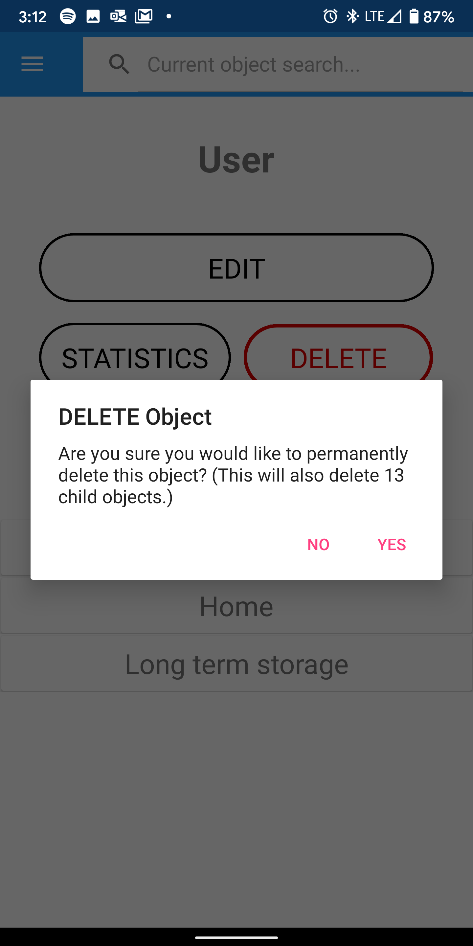 3:12
LTE 87%
Current object search...
User
EDIT
STATISTICS DELETE
DELETE Object
Are you sure you would like to permanently
delete this object? (This will also delete 13
child objects.)
NO YES
Home
Long term storage